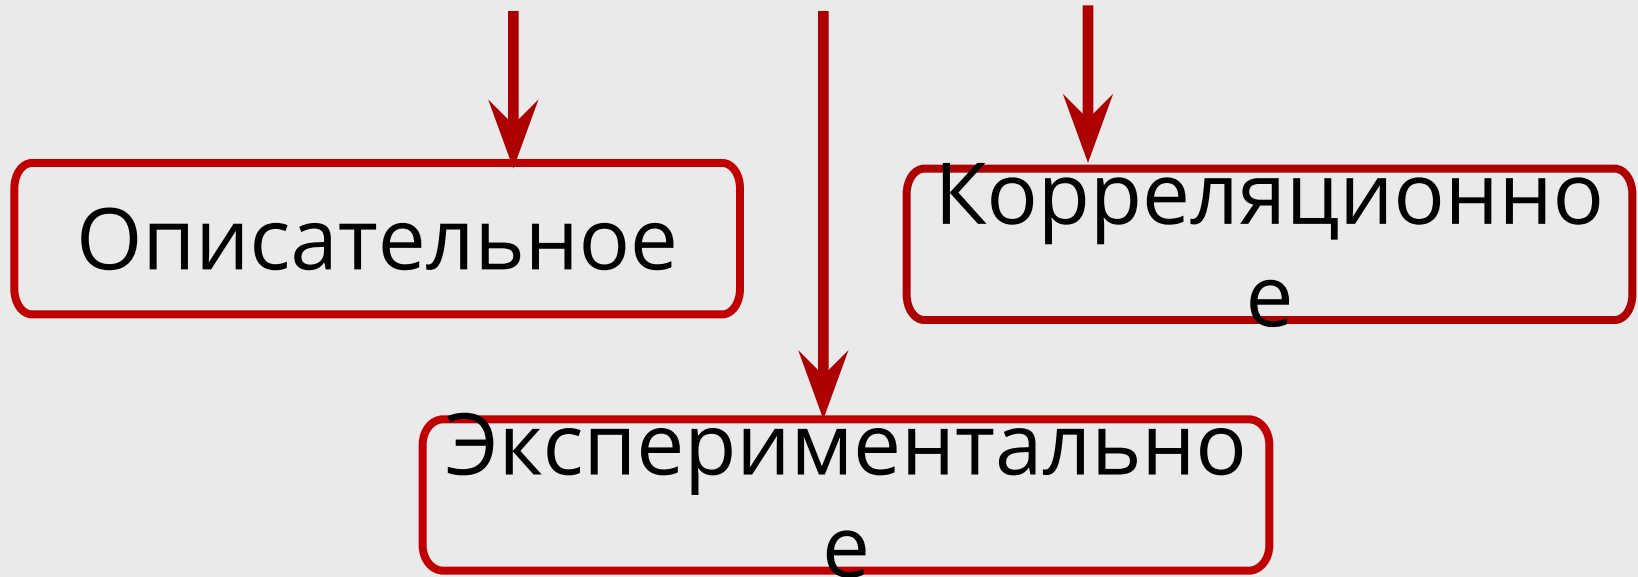 Описательное
Корреляционно
е
Экспериментально
е